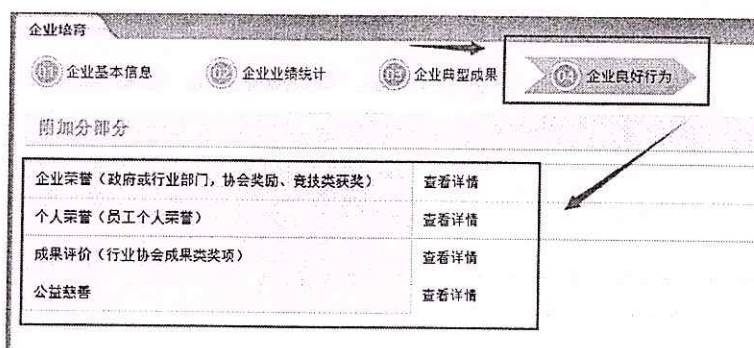 企业培育
01 企业基本信息 02 企业业绩统计 03 企业典型成果 04 企业良好行为
附加分部分
企业荣誉（政府或行业部门，协会奖励、竞技类获奖） 查看详情
个人荣誉（员工个人荣誉） 查看详情
成果评价（行业协会成果类奖项） 查看详情
公益慈善 查看详情